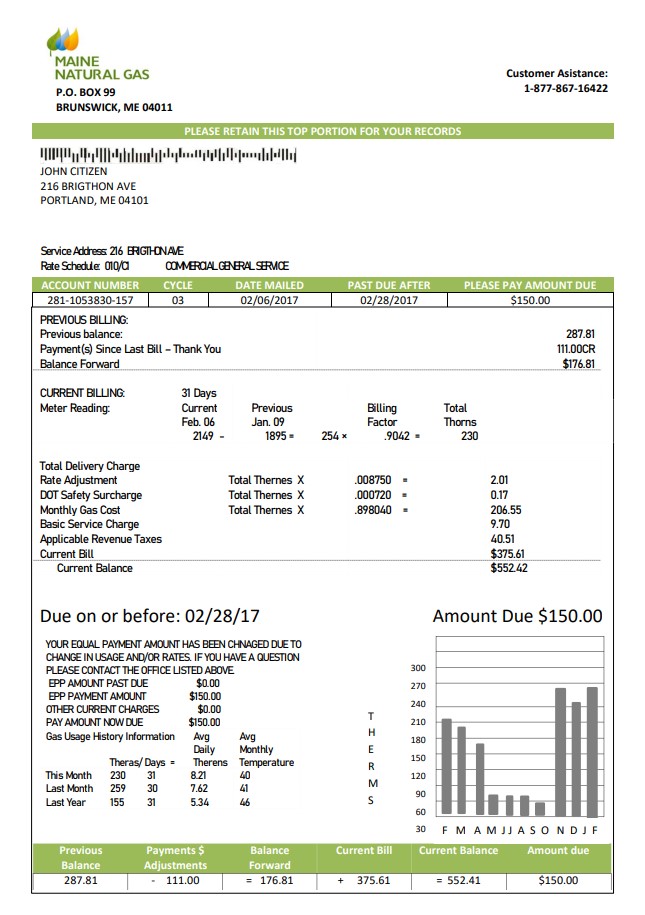 MAINE
NATURAL GAS
P.O. BOX 99
BRUNSWICK, ME 04011
Customer Asistance:
1-877-867-16422
PLEASE RETAIN THIS TOP PORTION FOR YOUR RECORDS
JOHN CITIZEN
216 BRIGTHON AVE
PORTLAND, ME 04101
Service Address: 216 BRIGTHON AVE
Rate Schedule: 010/C1 COMMERCIAL GENERAL SERVICE
ACCOUNT NUMBER CYCLE DATE MAILED PAST DUE AFTER PLEASE PAY AMOUNT DUE
281-1053830-157 03 02/06/2017 02/28/2017 $150.00
PREVIOUS BILLING:
Previous balance: 287.81
Payment(s) Since Last Bill – Thank You 111.00CR
Balance Forward $176.81
CURRENT BILLING: 31 Days
Meter Reading: Current Previous Billing Total
Feb. 06 Jan. 09 Factor Thorns
2149 – 1895 = 254 × .9042 = 230
Total Delivery Charge
Rate Adjustment Total Thernes X .008750 = 2.01
DOT Safety Surcharge Total Thernes X .000720 = 0.17
Monthly Gas Cost Total Thernes X .898040 = 206.55
Basic Service Charge 9.70
Applicable Revenue Taxes 40.51
Current Bill $375.61
Current Balance $552.42
Due on or before: 02/28/17 Amount Due $150.00
YOUR EQUAL PAYMENT AMOUNT HAS BEEN CHNAGED DUE TO
CHANGE IN USAGE AND/OR RATES. IF YOU HAVE A QUESTION
PLEASE CONTACT THE OFFICE LISTED ABOVE.
EPP AMOUNT PAST DUE $0.00
EPP PAYMENT AMOUNT $150.00
OTHER CURRENT CHARGES $0.00
PAY AMOUNT NOW DUE $150.00
Gas Usage History Information Avg Avg
Daily Monthly
Theras/ Days = Therens Temperature
This Month 230 31 8.21 40
Last Month 259 30 7.62 41
Last Year 155 31 5.34 46
THERMS
300
270
240
210
180
150
120
90
60
30
F M A M J J A S O N D J F
Previous Balance Payments $ Adjustments Balance Forward Current Bill Current Balance Amount due
287.81 - 111.00 = 176.81 + 375.61 = 552.41 $150.00